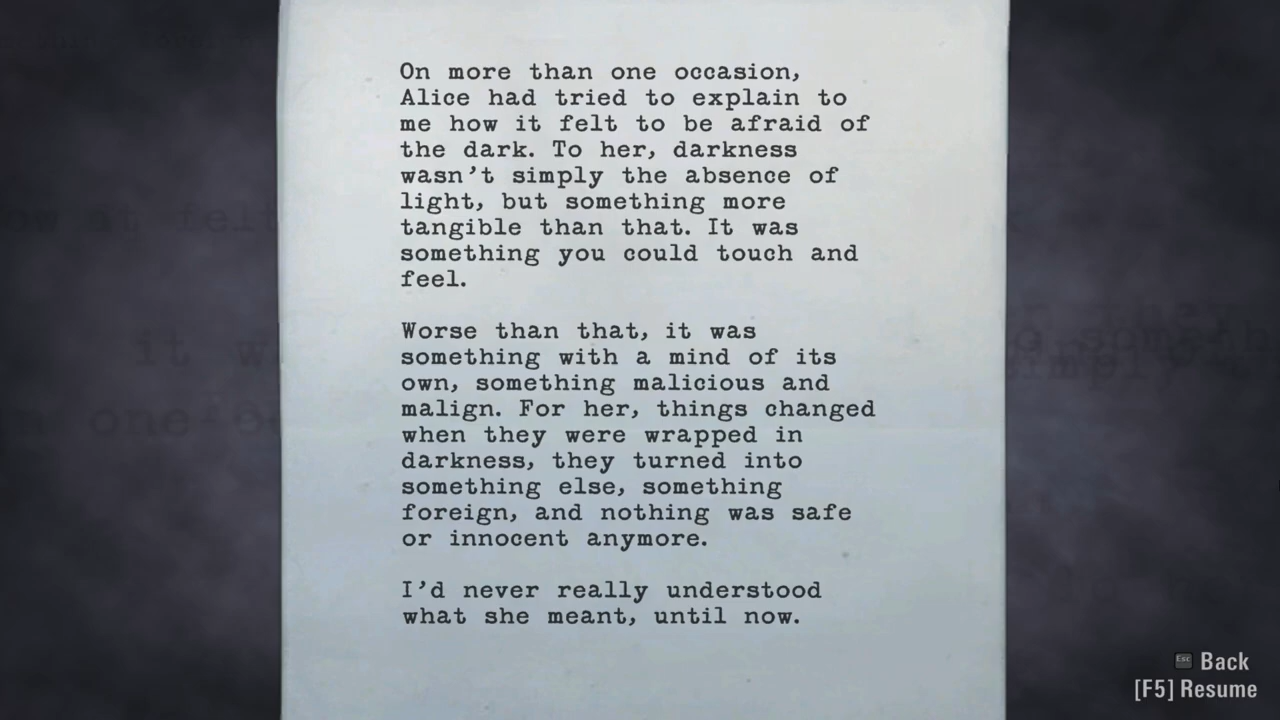 On more than one occasion,
Alice had tried to explain to
me how it felt to be afraid of
the dark. To her, darkness
wasn't simply the absence of
light, but something more
tangible than that. It was
something you could touch and
feel.
Worse than that, it was
something with a mind of its
own, something malicious and
malign. For her, things changed
when they were wrapped in
darkness, they turned into
something else, something
foreign, and nothing was safe
or innocent anymore.
I'd never really understood
what she meant, until now.
Esc Back
[F5] Resume